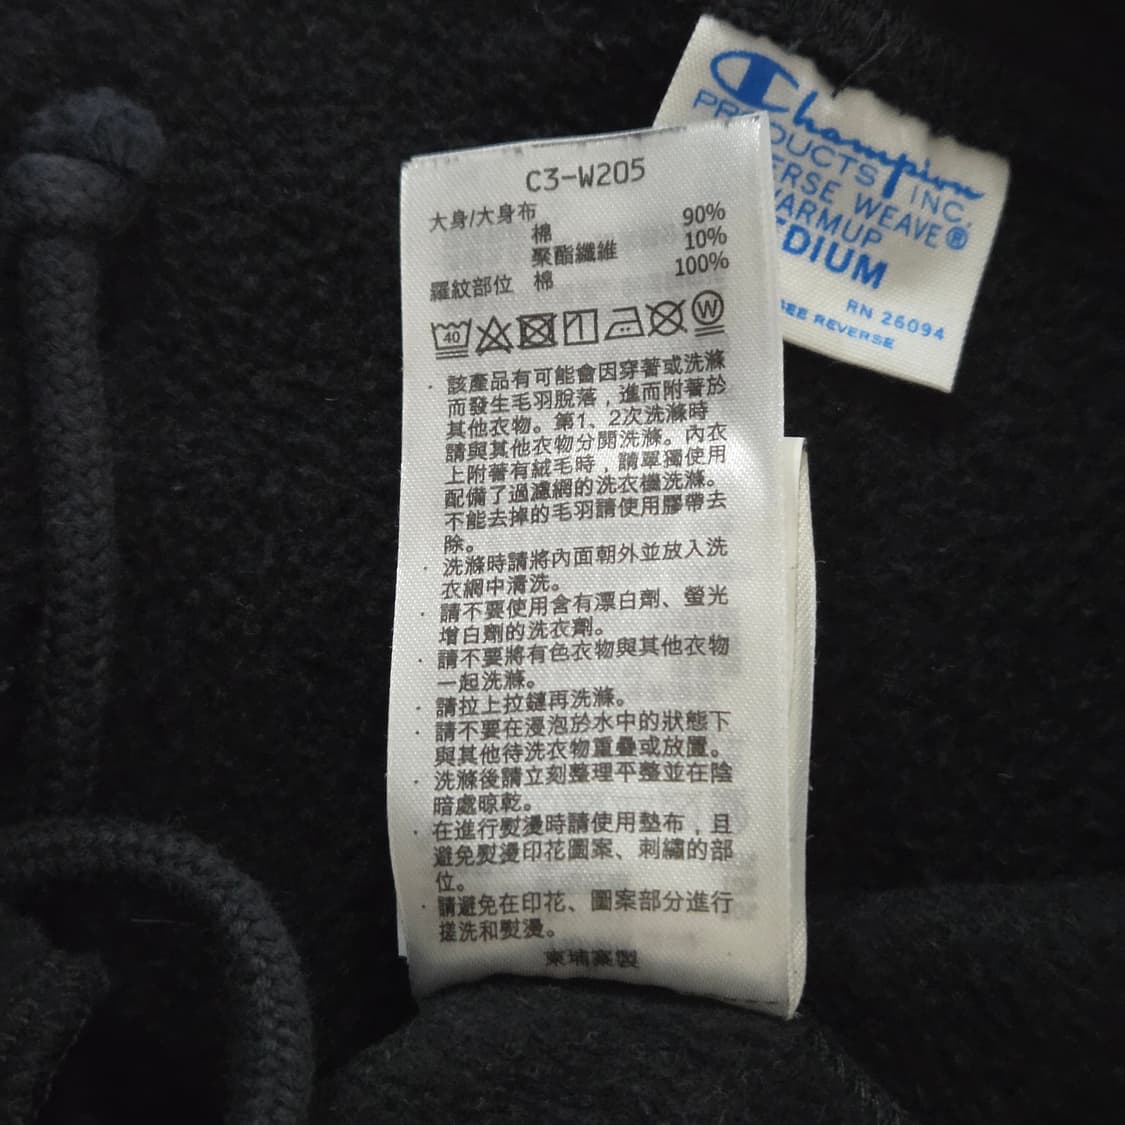 Champion
PRODUCTS INC.
ERSE WEAVE®
WARMUP
DIUM
RN 26094
SEE REVERSE
C3-W205
大身/大身布
棉 90%
聚酯纖維 10%
羅紋部位 棉 100%
40 W
· 該產品有可能會因穿著或洗滌
而發生毛羽脫落，進而附著於
其他衣物。第1、2次洗滌時
請與其他衣物分開洗滌。內衣
上附著有絨毛時，請單獨使用
配備了過濾網的洗衣機洗滌。
不能去掉的毛羽請使用膠帶去
除。
· 洗滌時請將內面朝外並放入洗
衣網中清洗。
· 請不要使用含有漂白劑、螢光
增白劑的洗衣劑。
· 請不要將有色衣物與其他衣物
一起洗滌。
· 請拉上拉鏈再洗滌。
· 請不要在浸泡於水中的狀態下
與其他待洗衣物重疊或放置。
· 洗滌後請立刻整理平整並在陰
暗處晾乾。
· 在進行熨燙時請使用墊布，且
避免熨燙印花圖案、刺繡的部
位。
· 請避免在印花、圖案部分進行
搓洗和熨燙。
柬埔寨製